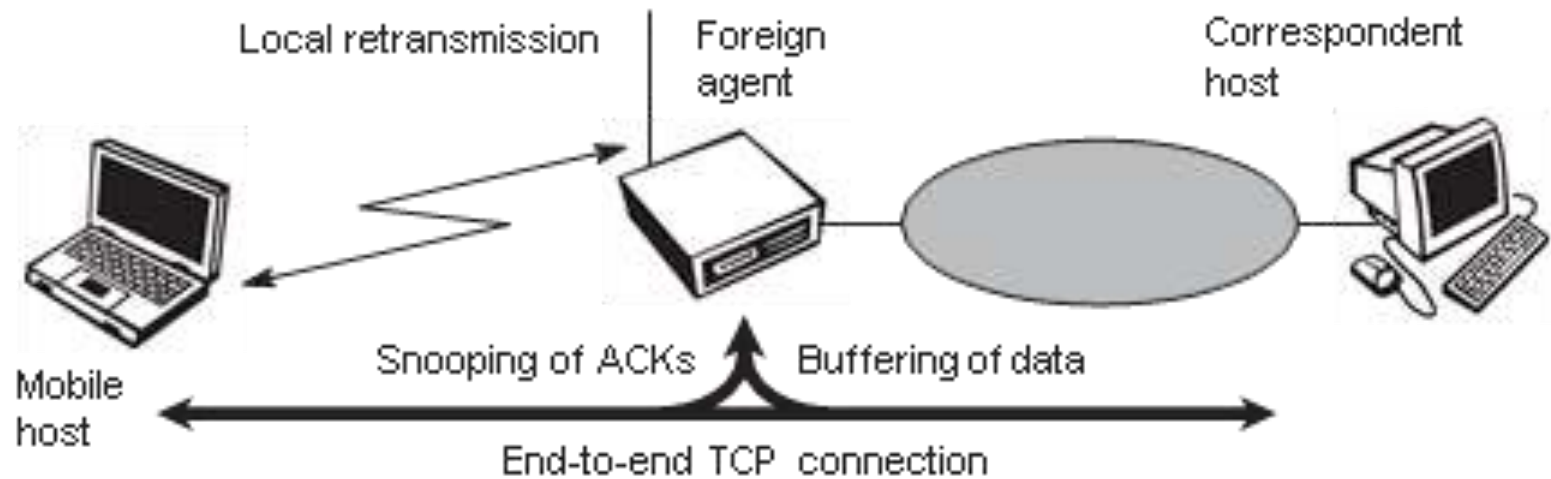 Local retransmission
Foreign
agent
Correspondent
host
Snooping of ACKs
Buffering of data
Mobile
host
End-to-end TCP connection